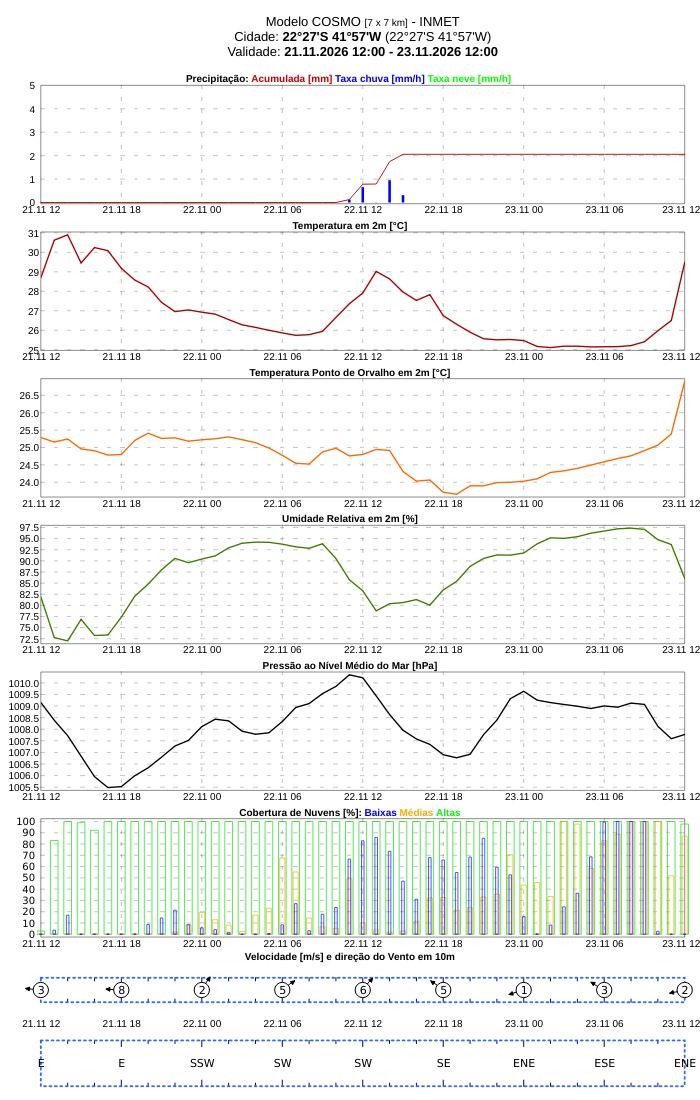 Modelo COSMO [7 x 7 km] - INMET
Cidade: 22°27'S 41°57'W (22°27'S 41°57'W)
Validade: 21.11.2026 12:00 - 23.11.2026 12:00
Precipitação: Acumulada [mm] Taxa chuva [mm/h] Taxa neve [mm/h]
5
4
3
2
1
0
21.11 12 21.11 18 22.11 00 22.11 06 22.11 12 22.11 18 23.11 00 23.11 06 23.11 12
Temperatura em 2m [°C]
31
30
29
28
27
26
25
21.11 12 21.11 18 22.11 00 22.11 06 22.11 12 22.11 18 23.11 00 23.11 06 23.11 12
Temperatura Ponto de Orvalho em 2m [°C]
26.5
26.0
25.5
25.0
24.5
24.0
21.11 12 21.11 18 22.11 00 22.11 06 22.11 12 22.11 18 23.11 00 23.11 06 23.11 12
Umidade Relativa em 2m [%]
97.5
95.0
92.5
90.0
87.5
85.0
82.5
80.0
77.5
75.0
72.5
21.11 12 21.11 18 22.11 00 22.11 06 22.11 12 22.11 18 23.11 00 23.11 06 23.11 12
Pressão ao Nível Médio do Mar [hPa]
1010.0
1009.5
1009.0
1008.5
1008.0
1007.5
1007.0
1006.5
1006.0
1005.5
21.11 12 21.11 18 22.11 00 22.11 06 22.11 12 22.11 18 23.11 00 23.11 06 23.11 12
Cobertura de Nuvens [%]: Baixas Médias Altas
100
90
80
70
60
50
40
30
20
10
0
21.11 12 21.11 18 22.11 00 22.11 06 22.11 12 22.11 18 23.11 00 23.11 06 23.11 12
Velocidade [m/s] e direção do Vento em 10m
3 8 2 5 6 5 1 3 2
21.11 12 21.11 18 22.11 00 22.11 06 22.11 12 22.11 18 23.11 00 23.11 06 23.11 12
E E SSW SW SW SE ENE ESE ENE